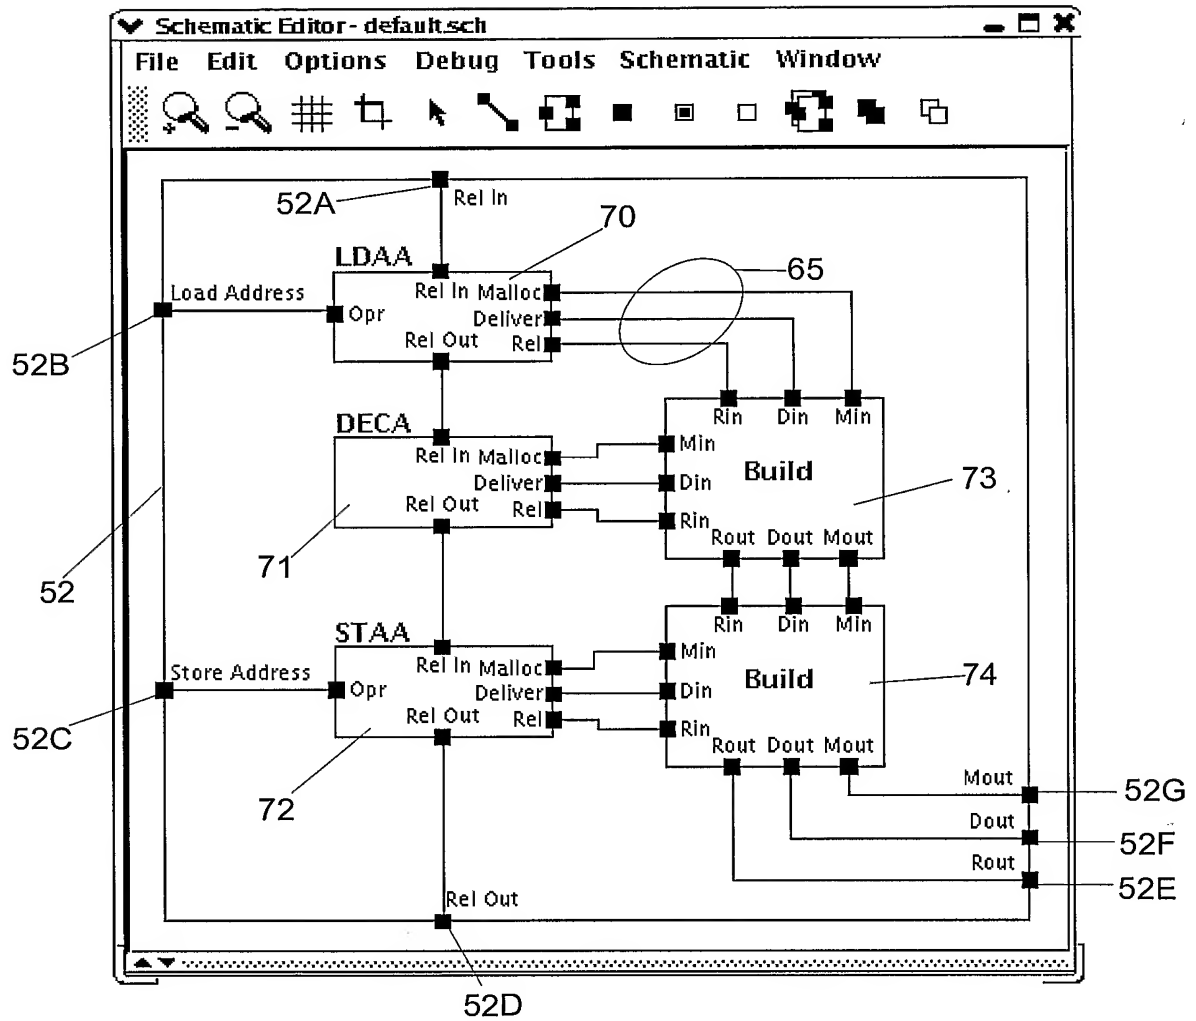 Schematic Editor - default.sch
File Edit Options Debug Tools Schematic Window
52A
Rel In
70
LDAA
65
Load Address
Rel In Malloc
Opr
Deliver
Rel Out
Rel
52B
Rin Din Min
DECA
Rel In Malloc
Min
Build
73
Deliver
Din
Rel Out
Rel
Rin
71
Rout Dout Mout
52
Rin Din Min
STAA
Store Address
Rel In Malloc
Min
Build
74
Opr
Deliver
Din
Rel Out
Rel
Rin
52C
Rout Dout Mout
72
Mout
52G
Dout
52F
Rout
52E
Rel Out
52D